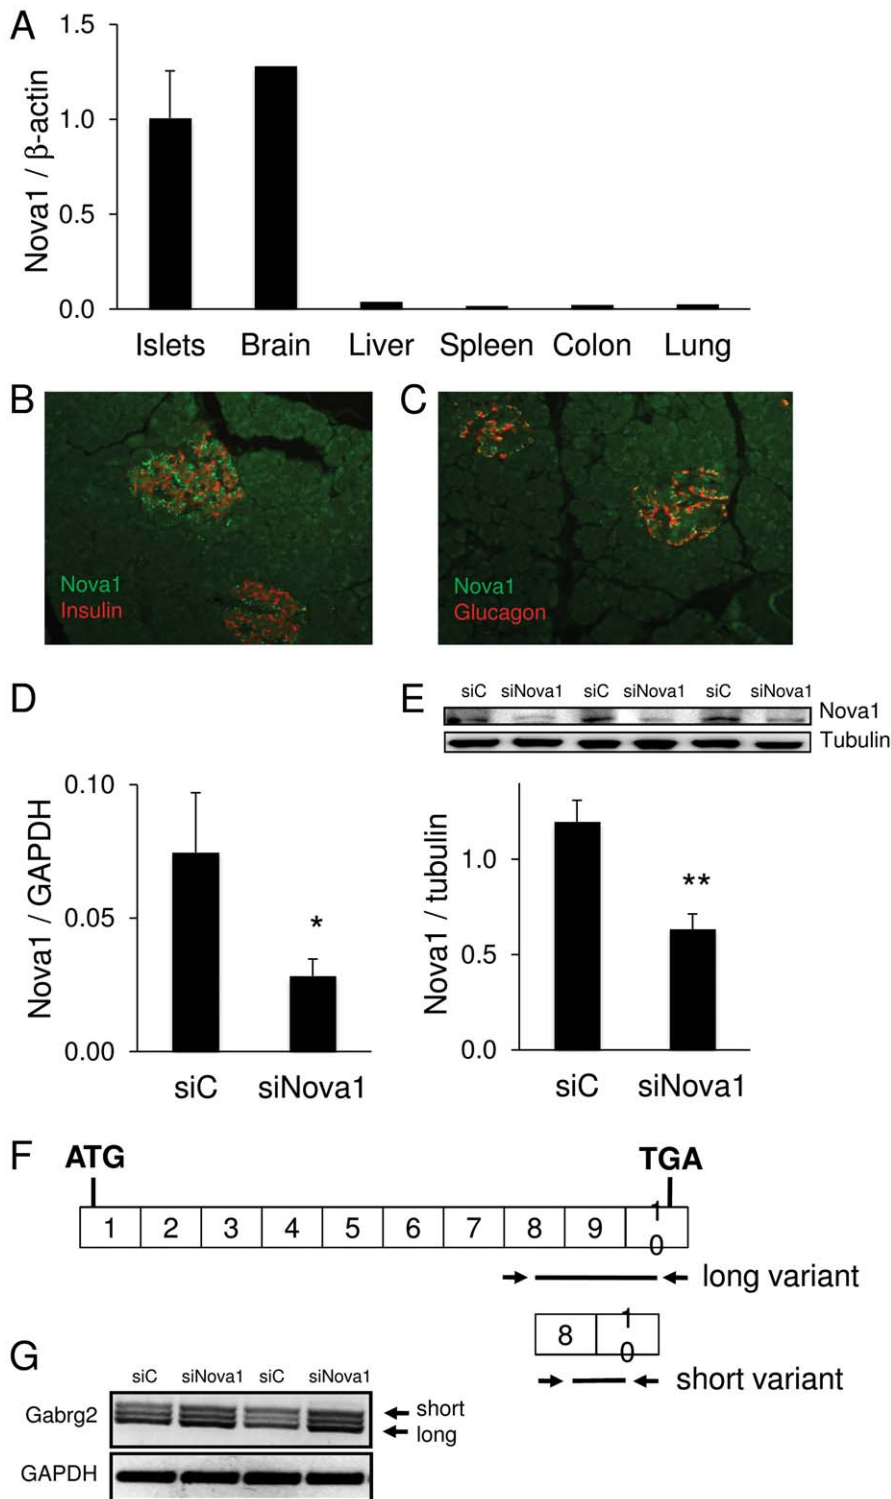 A
1.5
1.0
0.5
0.0
Nova1 / β-actin
Islets Brain Liver Spleen Colon Lung
B
Nova1
Insulin
C
Nova1
Glucagon
D
0.10
0.05
0.00
Nova1 / GAPDH
*
siC siNova1
E
siC siNova1 siC siNova1 siC siNova1
Nova1
Tubulin
1.0
0.5
0.0
Nova1 / tubulin
**
siC siNova1
F
ATG TGA
1 2 3 4 5 6 7 8 9 10
long variant
8 10
short variant
G
siC siNova1 siC siNova1
Gabrg2
short
long
GAPDH